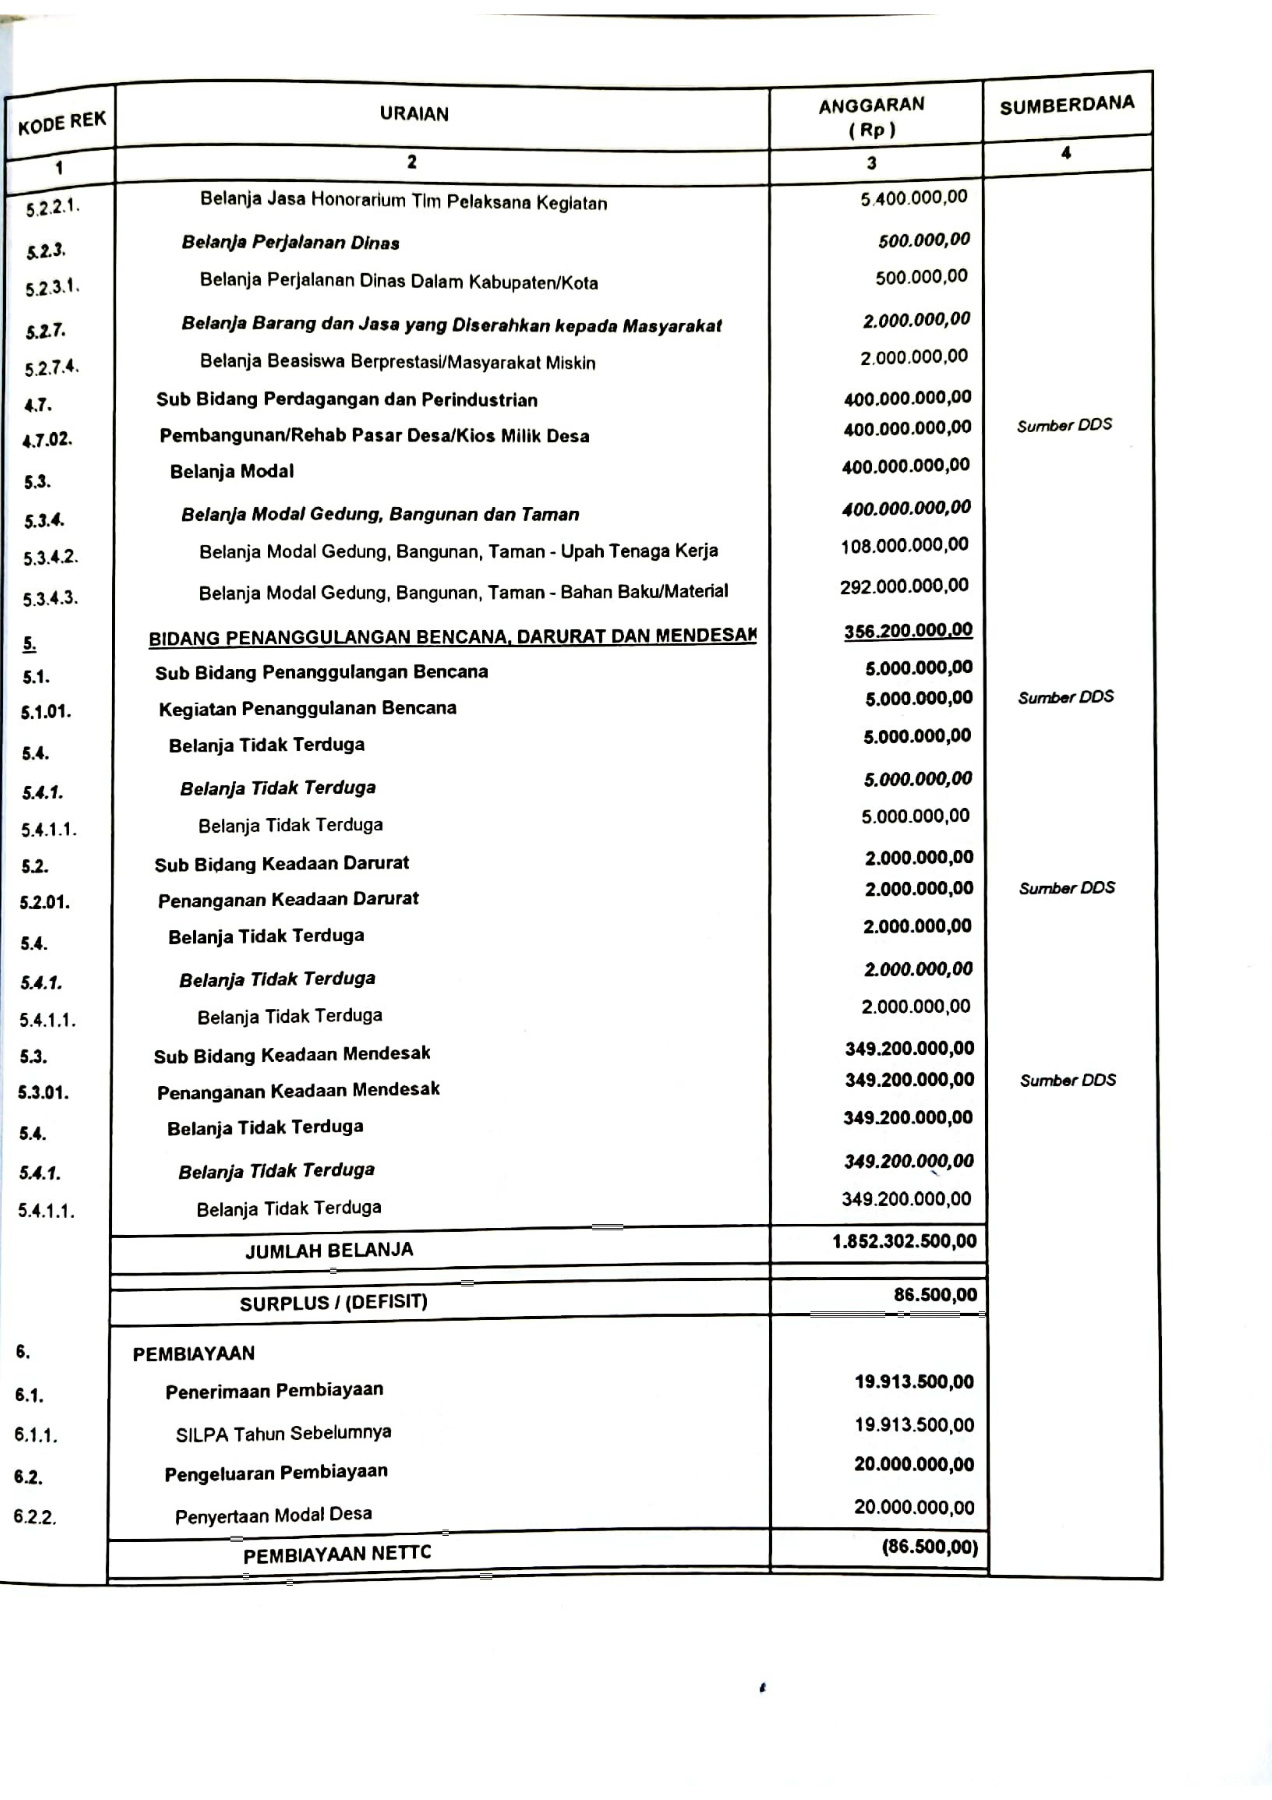 KODE REK URAIAN ANGGARAN ( Rp ) SUMBERDANA
1 2 3 4
5.2.2.1. Belanja Jasa Honorarium Tim Pelaksana Kegiatan 5.400.000,00
5.2.3. Belanja Perjalanan Dinas 500.000,00
5.2.3.1. Belanja Perjalanan Dinas Dalam Kabupaten/Kota 500.000,00
5.2.7. Belanja Barang dan Jasa yang Diserahkan kepada Masyarakat 2.000.000,00
5.2.7.4. Belanja Beasiswa Berprestasi/Masyarakat Miskin 2.000.000,00
4.7. Sub Bidang Perdagangan dan Perindustrian 400.000.000,00
4.7.02. Pembangunan/Rehab Pasar Desa/Kios Milik Desa 400.000.000,00 Sumber DDS
5.3. Belanja Modal 400.000.000,00
5.3.4. Belanja Modal Gedung, Bangunan dan Taman 400.000.000,00
5.3.4.2. Belanja Modal Gedung, Bangunan, Taman - Upah Tenaga Kerja 108.000.000,00
5.3.4.3. Belanja Modal Gedung, Bangunan, Taman - Bahan Baku/Material 292.000.000,00
5. BIDANG PENANGGULANGAN BENCANA, DARURAT DAN MENDESAK 356.200.000,00
5.1. Sub Bidang Penanggulangan Bencana 5.000.000,00
5.1.01. Kegiatan Penanggulanan Bencana 5.000.000,00 Sumber DDS
5.4. Belanja Tidak Terduga 5.000.000,00
5.4.1. Belanja Tidak Terduga 5.000.000,00
5.4.1.1. Belanja Tidak Terduga 5.000.000,00
5.2. Sub Bidang Keadaan Darurat 2.000.000,00
5.2.01. Penanganan Keadaan Darurat 2.000.000,00 Sumber DDS
5.4. Belanja Tidak Terduga 2.000.000,00
5.4.1. Belanja Tidak Terduga 2.000.000,00
5.4.1.1. Belanja Tidak Terduga 2.000.000,00
5.3. Sub Bidang Keadaan Mendesak 349.200.000,00
5.3.01. Penanganan Keadaan Mendesak 349.200.000,00 Sumber DDS
5.4. Belanja Tidak Terduga 349.200.000,00
5.4.1. Belanja Tidak Terduga 349.200.000,00
5.4.1.1. Belanja Tidak Terduga 349.200.000,00
JUMLAH BELANJA 1.852.302.500,00
SURPLUS / (DEFISIT) 86.500,00
6. PEMBIAYAAN
6.1. Penerimaan Pembiayaan 19.913.500,00
6.1.1. SILPA Tahun Sebelumnya 19.913.500,00
6.2. Pengeluaran Pembiayaan 20.000.000,00
6.2.2. Penyertaan Modal Desa 20.000.000,00
PEMBIAYAAN NETTC (86.500,00)